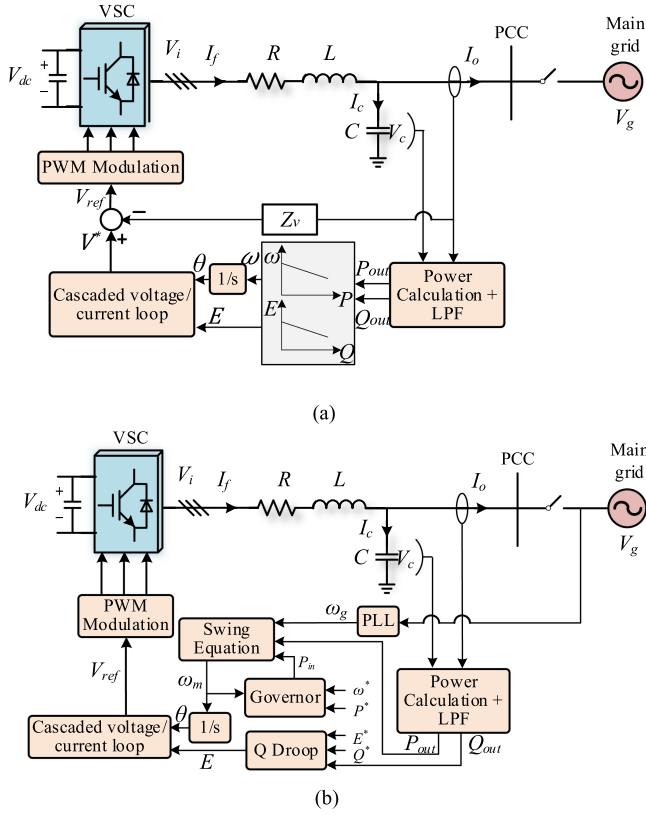 VSC
V_dc
+
−
V_i
I_f
R
L
I_o
PCC
Main
grid
V_g
I_c
C
V_c
PWM Modulation
V_ref
−
Z_v
V*
+
θ
1/s
ω
ω
P
E
Q
P_out
Q_out
Power
Calculation +
LPF
Cascaded voltage/
current loop
E
(a)
VSC
V_dc
+
−
V_i
I_f
R
L
I_o
PCC
Main
grid
V_g
I_c
C
V_c
PWM
Modulation
V_ref
Swing
Equation
ω_g
PLL
P_in
ω_m
Governor
ω*
P*
Power
Calculation +
LPF
θ
1/s
Cascaded voltage/
current loop
E
Q Droop
E*
Q*
P_out
Q_out
(b)